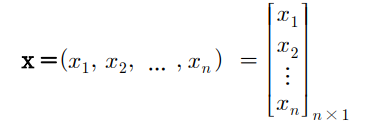 x = (x₁, x₂, ... , xₙ) = [x₁ x₂ ⋮ xₙ]ₙ×₁